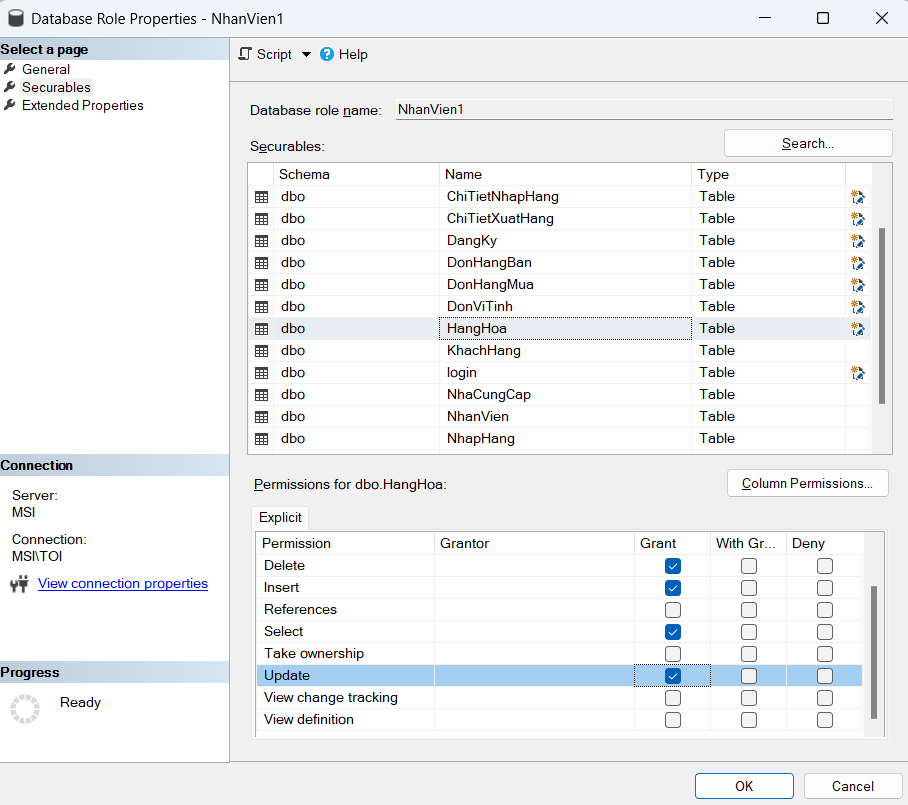 Database Role Properties - NhanVien1
Select a page
General
Securables
Extended Properties
Script Help
Database role name: NhanVien1
Securables: Search...
Schema Name Type
dbo ChiTietNhapHang Table
dbo ChiTietXuatHang Table
dbo DangKy Table
dbo DonHangBan Table
dbo DonHangMua Table
dbo DonViTinh Table
dbo HangHoa Table
dbo KhachHang Table
dbo login Table
dbo NhaCungCap Table
dbo NhanVien Table
dbo NhapHang Table
Connection
Server:
MSI
Connection:
MSI\TOI
View connection properties
Progress
Ready
Permissions for dbo.HangHoa: Column Permissions...
Explicit
Permission Grantor Grant With Gr... Deny
Delete
Insert
References
Select
Take ownership
Update
View change tracking
View definition
OK Cancel